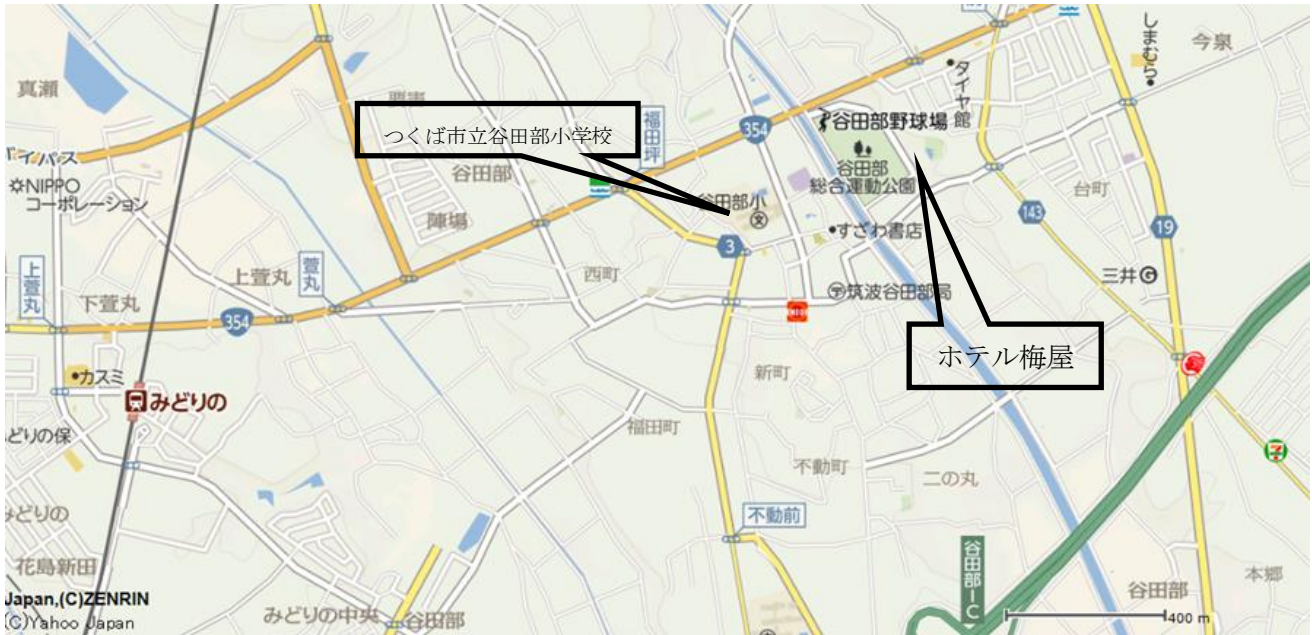 しまむら
今泉
タイヤ館
真瀬
つくば市立谷田部小学校
福田坪
354
谷田部野球場
谷田部
総合運動公園
バイパス
NIPPO
コーポレーション
谷田部
陣場
谷田部小
文
すざわ書店
台町
143
19
3
上萱丸
上萱丸
萱丸
下萱丸
354
西町
筑波谷田部局
三井
ホテル梅屋
カスミ
みどりの
新町
福田町
不動町
二の丸
みどりの
花島新田
不動前
谷田部IC
谷田部
本郷
みどりの中央
谷田部
400 m
Japan,(C)ZENRIN
(C)Yahoo Japan